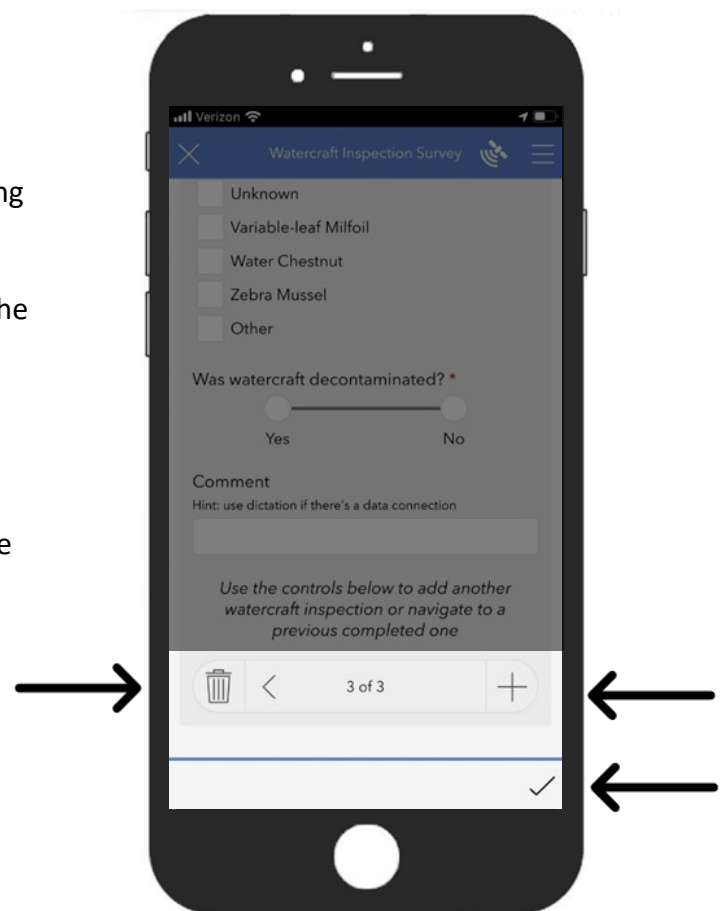 ng
he
e
Verizon
Watercraft Inspection Survey
Unknown
Variable-leaf Milfoil
Water Chestnut
Zebra Mussel
Other
Was watercraft decontaminated? *
Yes No
Comment
Hint: use dictation if there's a data connection
Use the controls below to add another
watercraft inspection or navigate to a
previous completed one
3 of 3